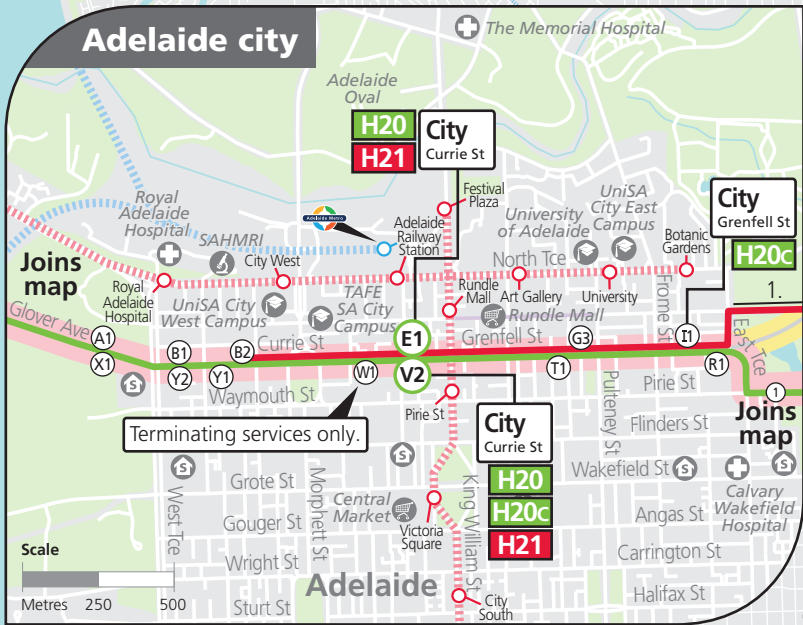 Adelaide city
The Memorial Hospital
Adelaide
Oval
H20
H21
City
Currie St
Festival
Plaza
Royal
Adelaide
Hospital
SAHMRI
Adelaide Metro
Adelaide
Railway
Station
University
of Adelaide
UniSA
City East
Campus
City
Grenfell St
H20c
Botanic
Gardens
Joins
map
City West
North Tce
Royal
Adelaide
Hospital
UniSA City
West Campus
TAFE
SA City
Campus
Rundle
Mall
Art Gallery
University
Rundle Mall
Frome St
1.
Glover Ave
A1
X1
B1
Y2
B2
Y1
Currie St
E1
Grenfell St
G3
I1
East Tce
W1
V2
T1
R1
Waymouth St
Pirie St
Pirie St
1
Terminating services only.
City
Currie St
H20
H20c
H21
Pulteney St
Flinders St
Joins
map
Wakefield St
West Tce
Grote St
Morphett St
Central
Market
King William St
Calvary
Wakefield
Hospital
Gouger St
Victoria
Square
Angas St
Wright St
Carrington St
Scale
Metres 250 500
Adelaide
Sturt St
City
South
Halifax St
S
S
S
S
S